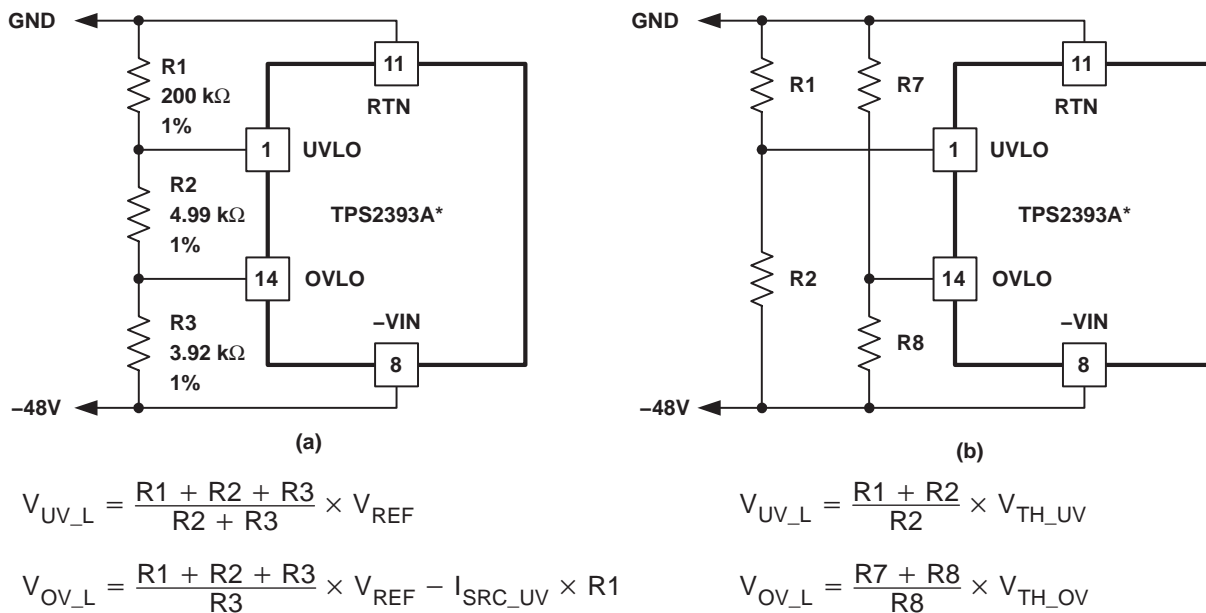 GND
R1
200 kΩ
1%
11
RTN
1
UVLO
R2
4.99 kΩ
1%
TPS2393A*
14
OVLO
R3
3.92 kΩ
1%
–VIN
8
–48V
(a)
V_UV_L = (R1 + R2 + R3) / (R2 + R3) × V_REF
V_OV_L = (R1 + R2 + R3) / R3 × V_REF − I_SRC_UV × R1
GND
R1
R7
11
RTN
1
UVLO
TPS2393A*
R2
14
OVLO
R8
–VIN
8
–48V
(b)
V_UV_L = (R1 + R2) / R2 × V_TH_UV
V_OV_L = (R7 + R8) / R8 × V_TH_OV